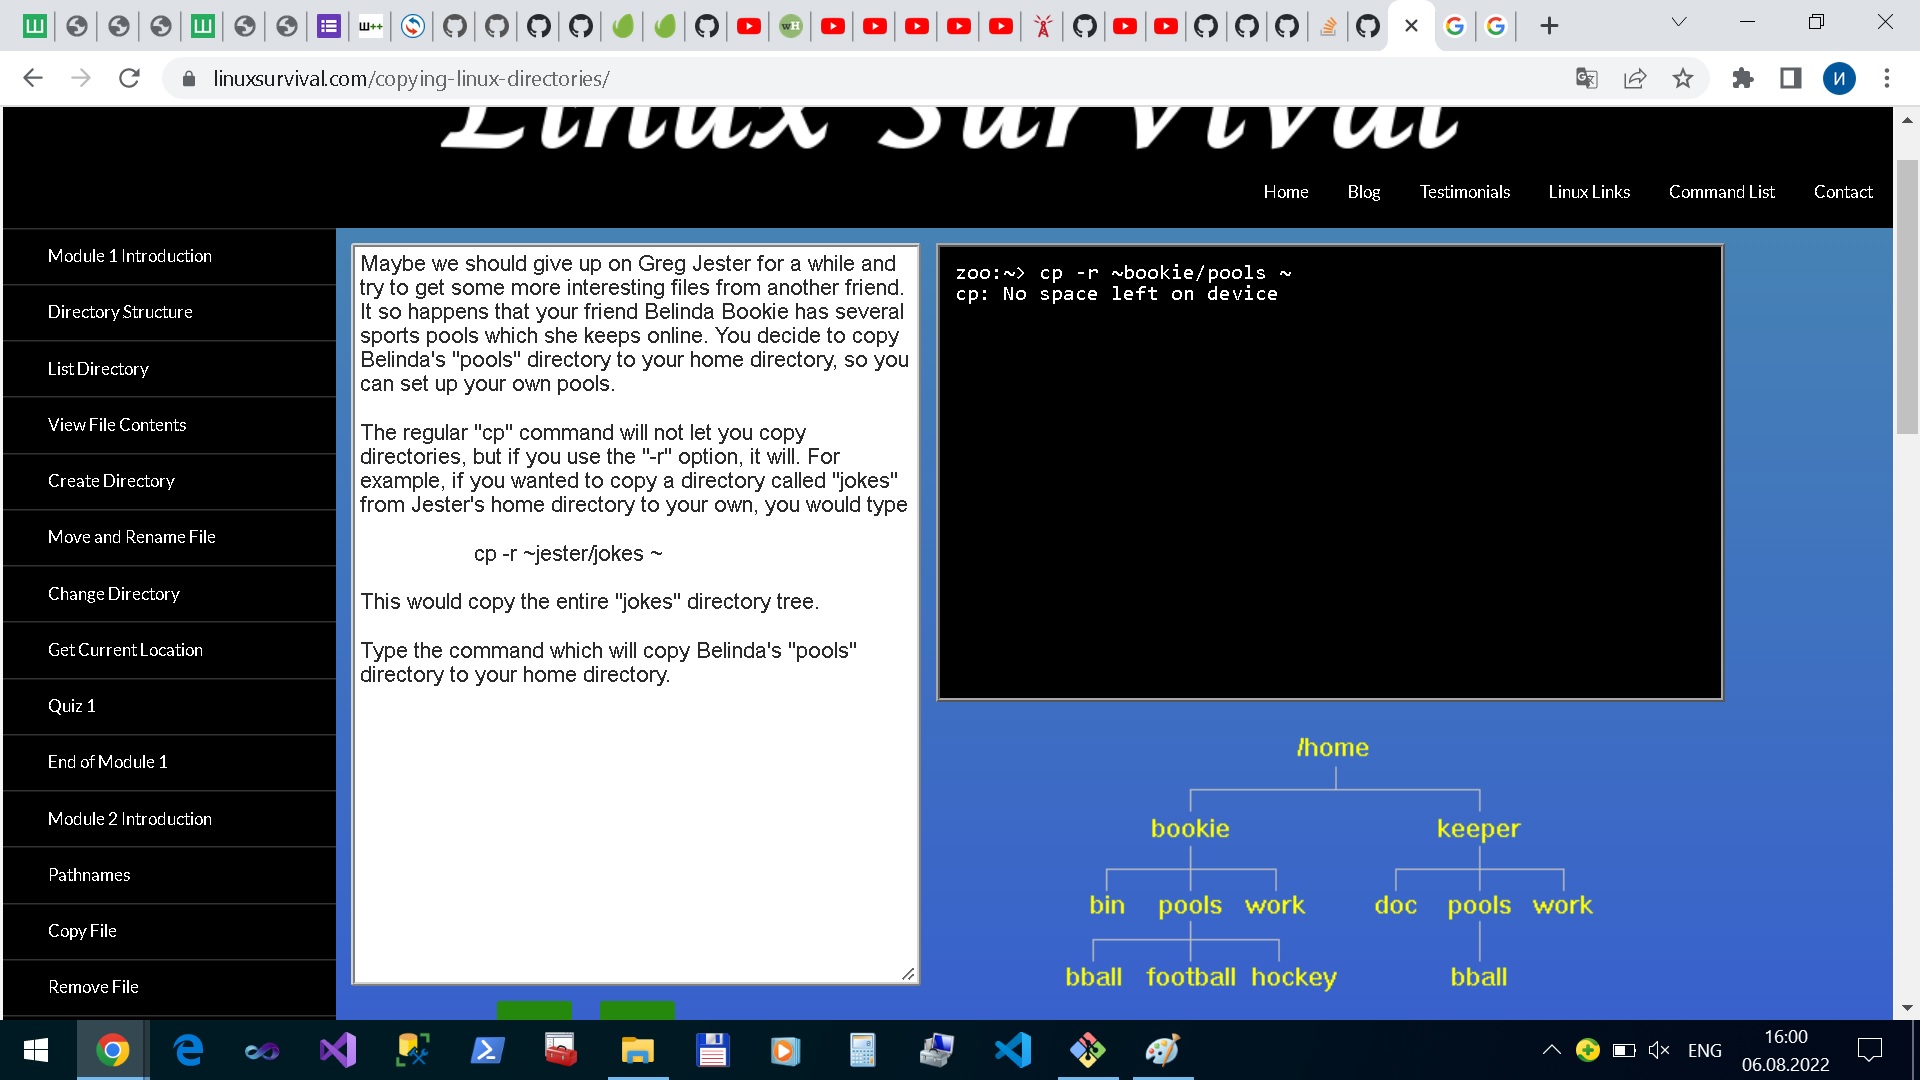 Ш
Ш
Ш++
wH
G
G
linuxsurvival.com/copying-linux-directories/
И
Linux Survival
Home Blog Testimonials Linux Links Command List Contact
Module 1 Introduction
Directory Structure
List Directory
View File Contents
Create Directory
Move and Rename File
Change Directory
Get Current Location
Quiz 1
End of Module 1
Module 2 Introduction
Pathnames
Copy File
Remove File
Maybe we should give up on Greg Jester for a while and
try to get some more interesting files from another friend.
It so happens that your friend Belinda Bookie has several
sports pools which she keeps online. You decide to copy
Belinda's "pools" directory to your home directory, so you
can set up your own pools.
The regular "cp" command will not let you copy
directories, but if you use the "-r" option, it will. For
example, if you wanted to copy a directory called "jokes"
from Jester's home directory to your own, you would type
cp -r ~jester/jokes ~
This would copy the entire "jokes" directory tree.
Type the command which will copy Belinda's "pools"
directory to your home directory.
zoo:~> cp -r ~bookie/pools ~
cp: No space left on device
/home
bookie keeper
bin pools work doc pools work
bball football hockey bball
ENG
16:00
06.08.2022